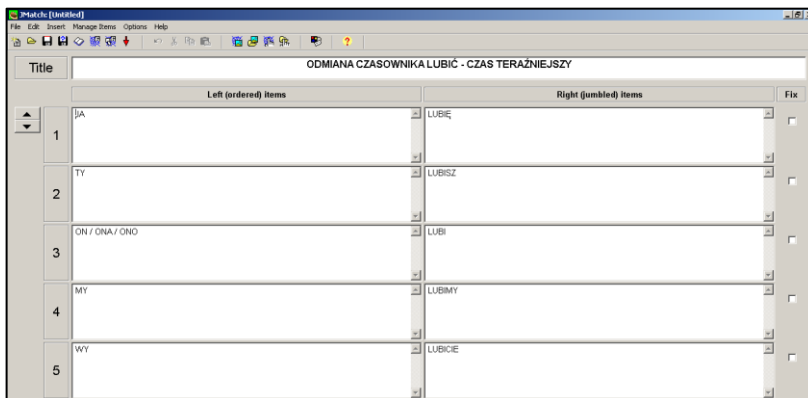 JMatch: [Untitled]
File Edit Insert Manage Items Options Help
Title ODMIANA CZASOWNIKA LUBIĆ - CZAS TERAŹNIEJSZY
Left (ordered) items Right (jumbled) items Fix
1 JA LUBIĘ
2 TY LUBISZ
3 ON / ONA / ONO LUBI
4 MY LUBIMY
5 WY LUBICIE